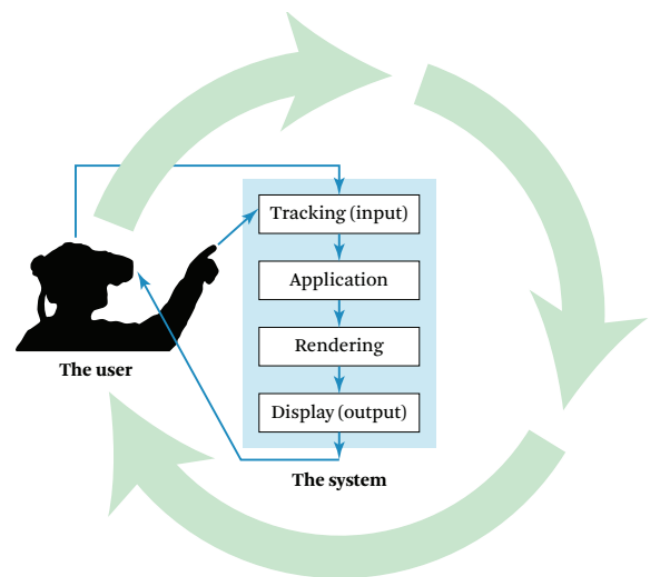 Tracking (input)
Application
Rendering
The user
Display (output)
The system